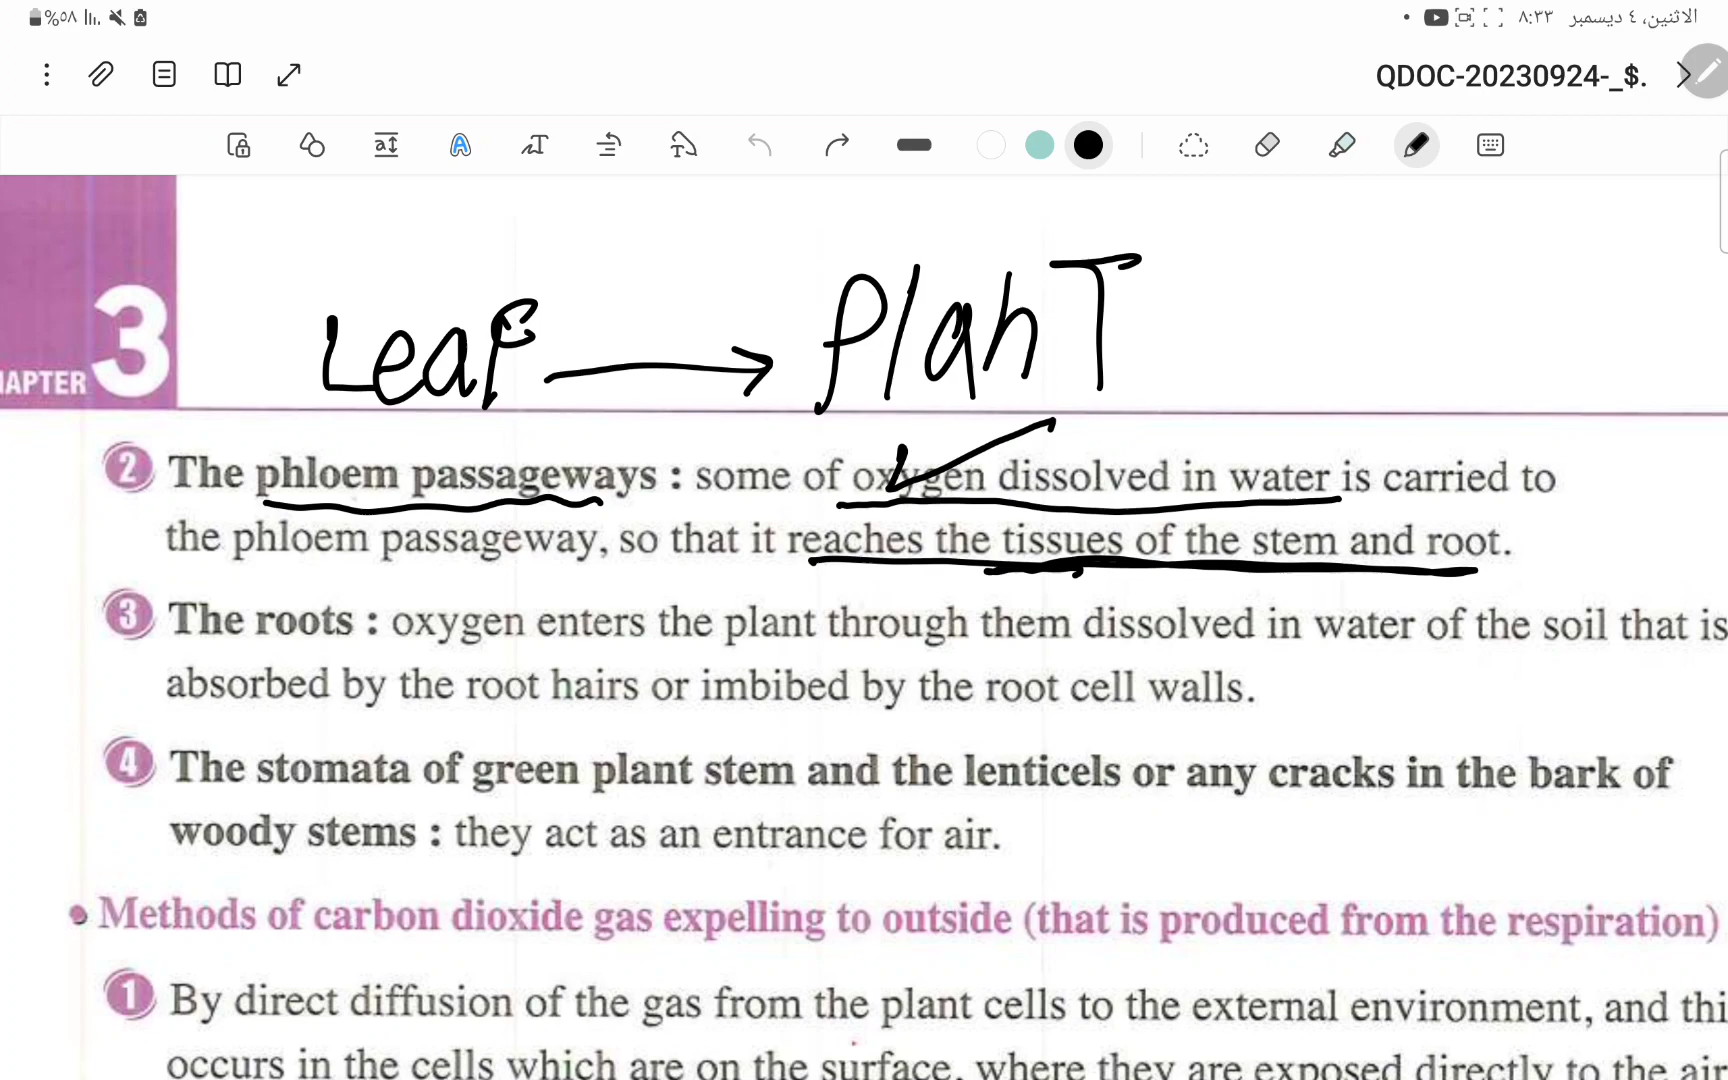 %٥٨
٨:٣٣ الاثنين، ٤ ديسمبر
QDOC-20230924-_$.
3
HAPTER
Leaf → PlanT
2 The phloem passageways : some of oxygen dissolved in water is carried to
the phloem passageway, so that it reaches the tissues of the stem and root.
3 The roots : oxygen enters the plant through them dissolved in water of the soil that is
absorbed by the root hairs or imbibed by the root cell walls.
4 The stomata of green plant stem and the lenticels or any cracks in the bark of
woody stems : they act as an entrance for air.
• Methods of carbon dioxide gas expelling to outside (that is produced from the respiration)
1 By direct diffusion of the gas from the plant cells to the external environment, and thi
occurs in the cells which are on the surface, where they are exposed directly to the air